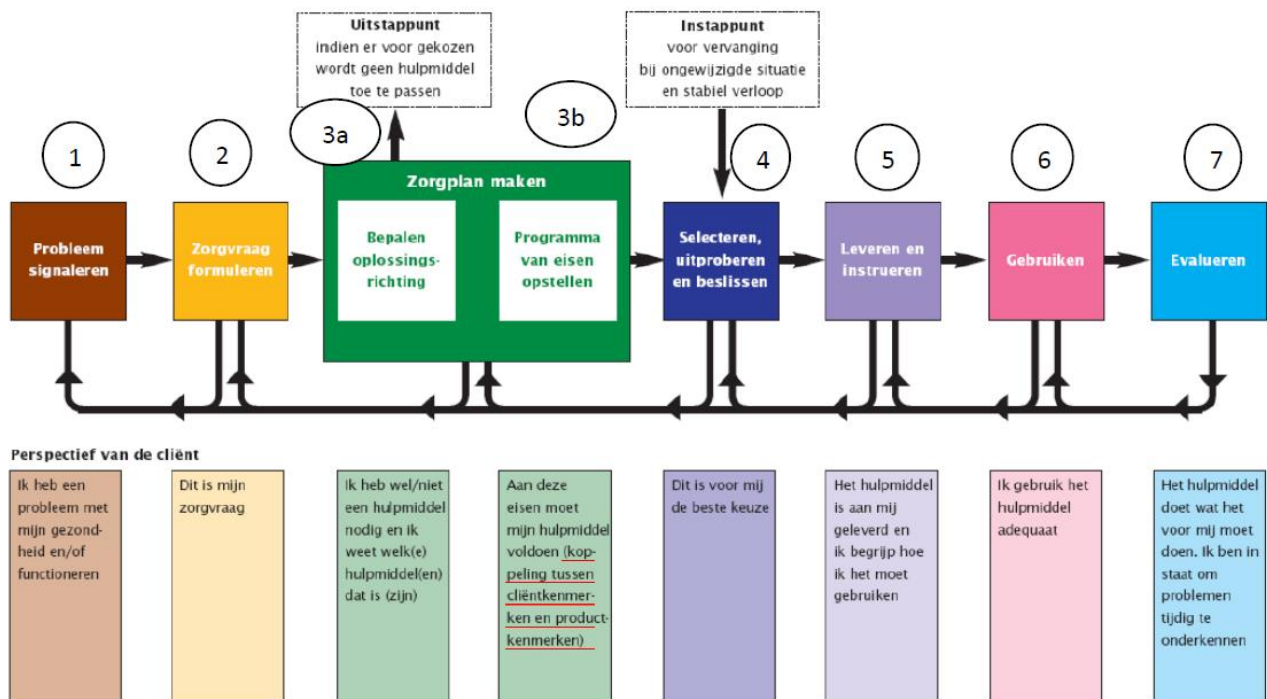 Uitstappunt
indien er voor gekozen
wordt geen hulpmiddel
toe te passen
Instappunt
voor vervanging
bij ongewijzigde situatie
en stabiel verloop
1
2
3a
3b
4
5
6
7
Probleem
signaleren
Zorgvraag
formuleren
Zorgplan maken
Bepalen
oplossings-
richting
Programma
van eisen
opstellen
Selecteren,
uitproberen
en beslissen
Leveren en
instrueren
Gebruiken
Evalueren
Perspectief van de cliënt
Ik heb een
probleem met
mijn gezond-
heid en/of
functioneren
Dit is mijn
zorgvraag
Ik heb wel/niet
een hulpmiddel
nodig en ik
weet welk(e)
hulpmiddel(en)
dat is (zijn)
Aan deze
eisen moet
mijn hulpmiddel
voldoen (kop-
peling tussen
cliëntkenmer-
ken en product-
kenmerken)
Dit is voor mij
de beste keuze
Het hulpmiddel
is aan mij
geleverd en
ik begrijp hoe
ik het moet
gebruiken
Ik gebruik het
hulpmiddel
adequaat
Het hulpmiddel
doet wat het
voor mij moet
doen. Ik ben in
staat om
problemen
tijdig te
onderkennen